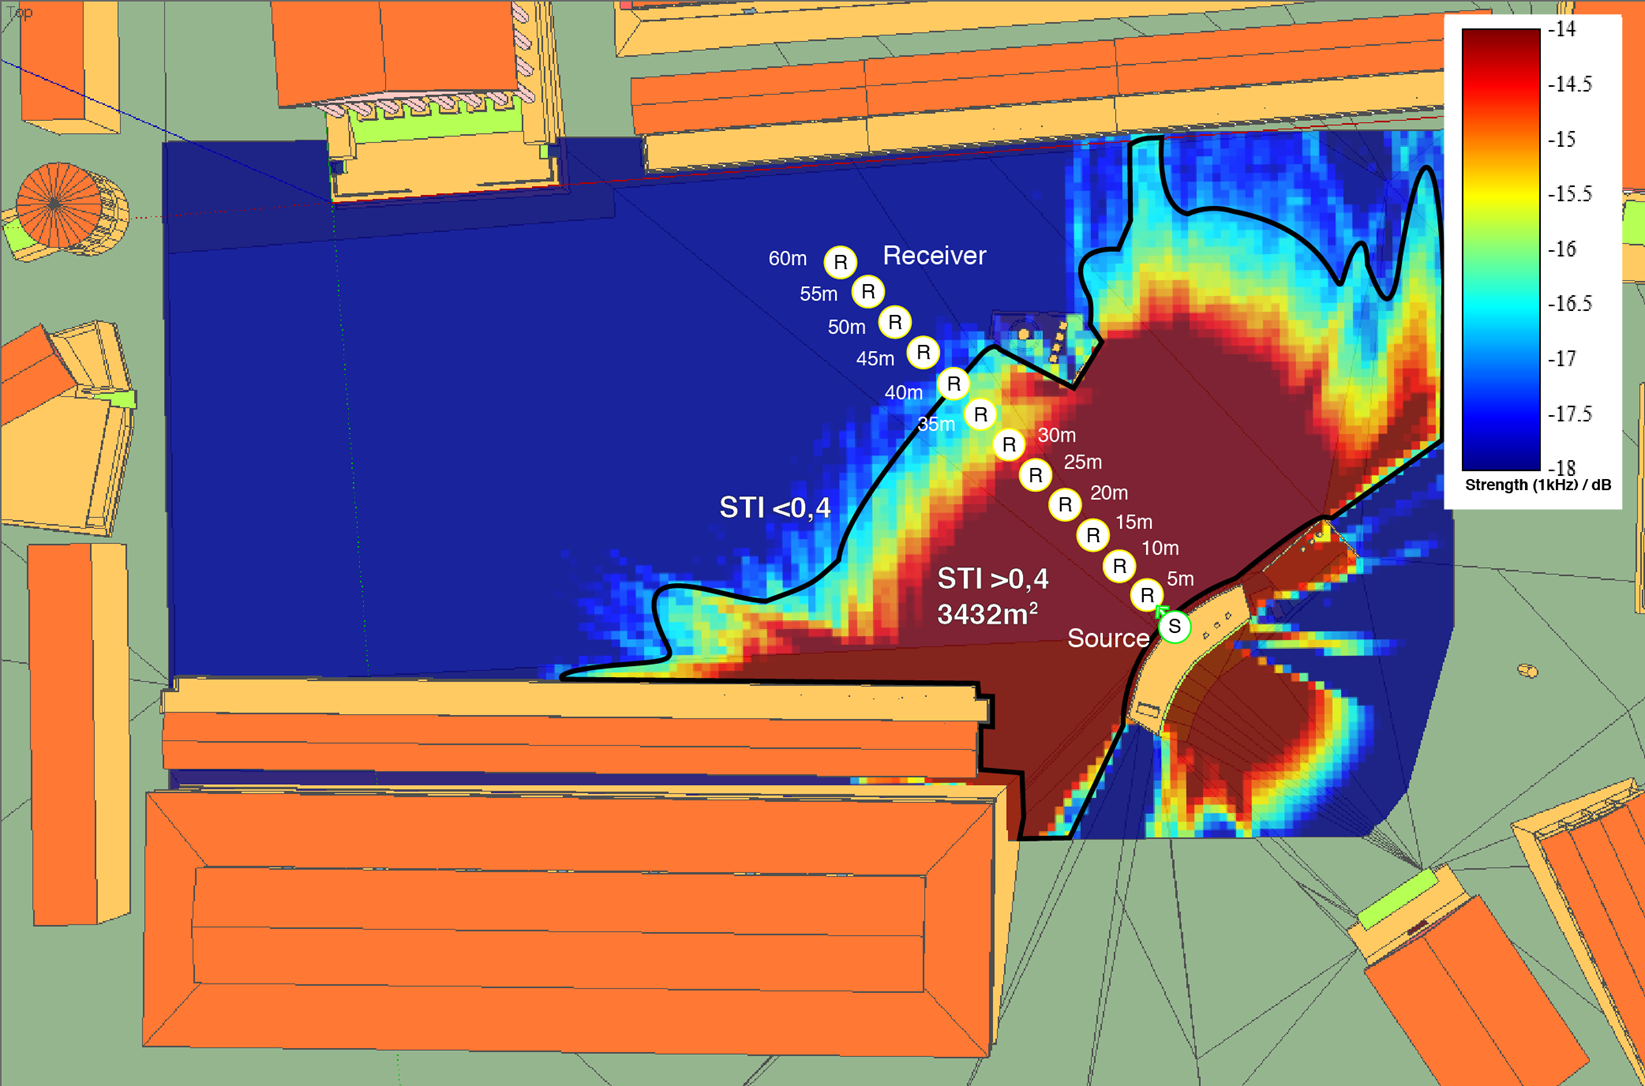 Top
-14
-14.5
-15
-15.5
-16
-16.5
-17
-17.5
-18
Strength (1kHz) / dB
60m R Receiver
55m R
50m R
45m R
40m R
35m R
R 30m
R 25m
R 20m
R 15m
R 10m
R 5m
STI <0,4
STI >0,4
3432m²
Source S